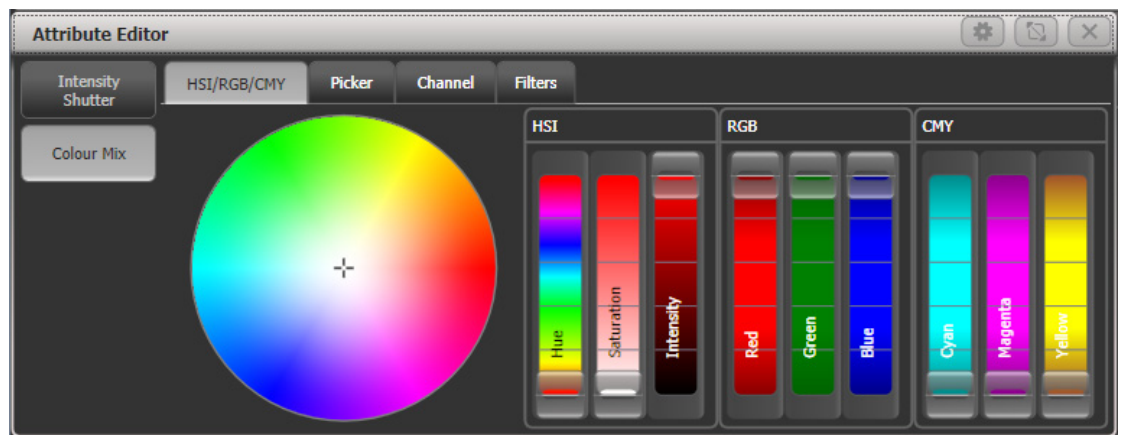 Attribute Editor
Intensity
Shutter
HSI/RGB/CMY
Picker
Channel
Filters
Colour Mix
HSI
RGB
CMY
Hue
Saturation
Intensity
Red
Green
Blue
Cyan
Magenta
Yellow